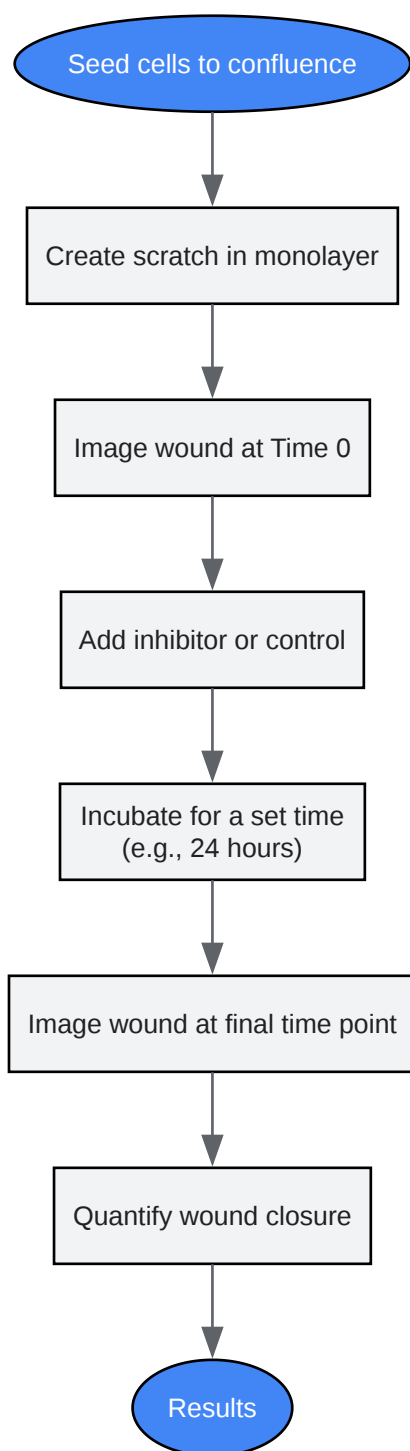 Seed cells to confluence
Create scratch in monolayer
Image wound at Time 0
Add inhibitor or control
Incubate for a set time
(e.g., 24 hours)
Image wound at final time point
Quantify wound closure
Results